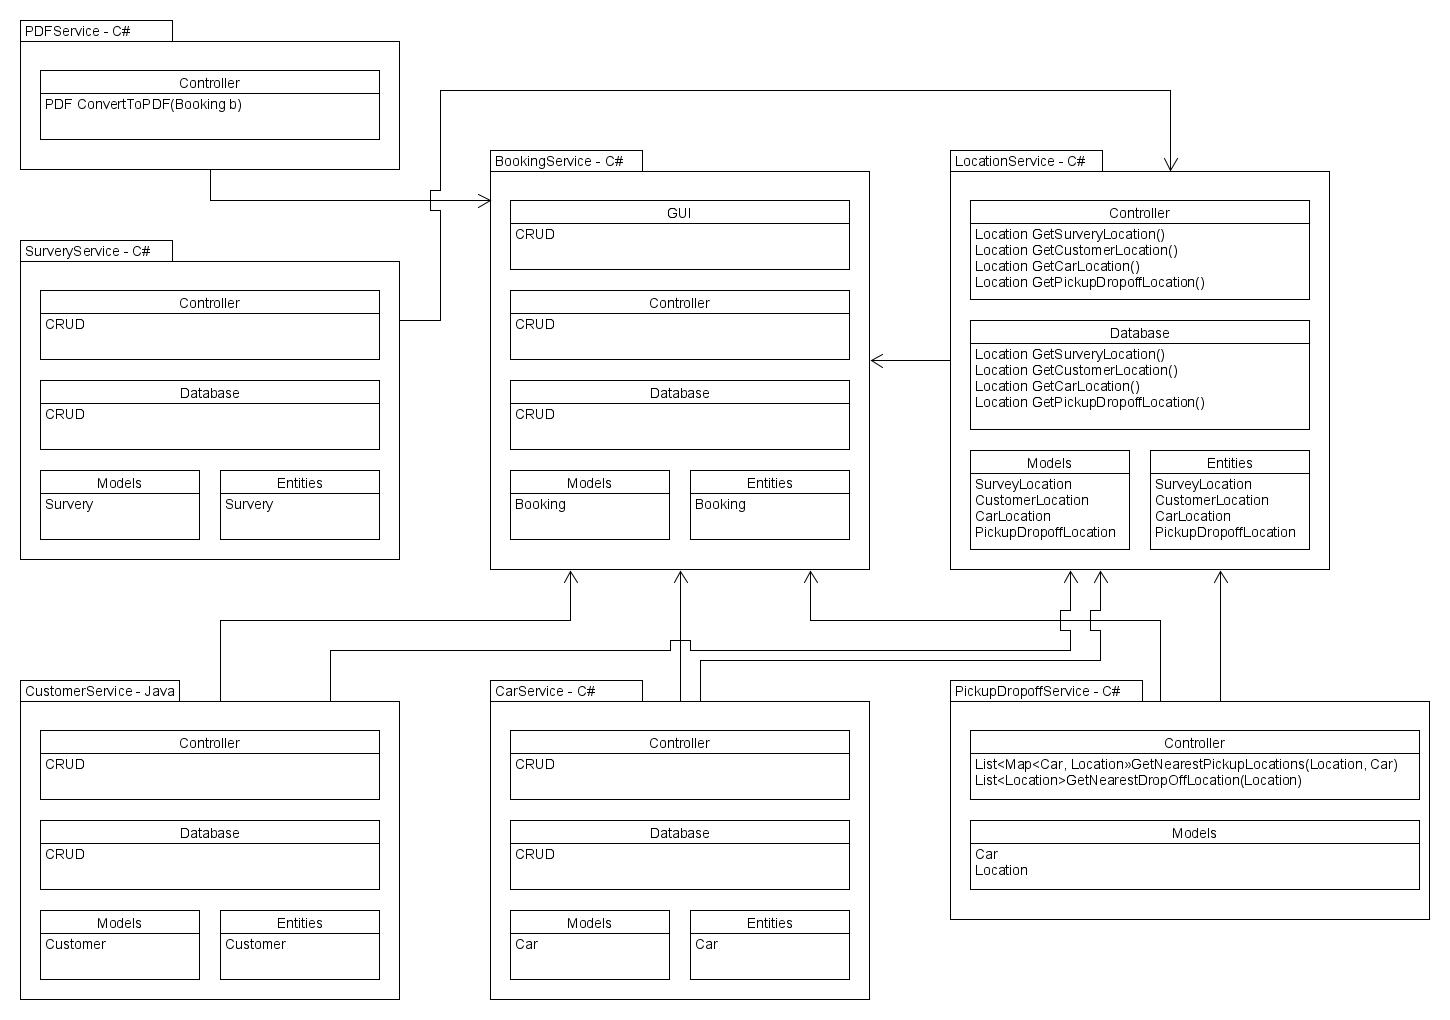 PDFService - C#
Controller
PDF ConvertToPDF(Booking b)
SurveryService - C#
Controller
CRUD
Database
CRUD
Models
Survery
Entities
Survery
BookingService - C#
GUI
CRUD
Controller
CRUD
Database
CRUD
Models
Booking
Entities
Booking
LocationService - C#
Controller
Location GetSurveryLocation()
Location GetCustomerLocation()
Location GetCarLocation()
Location GetPickupDropoffLocation()
Database
Location GetSurveryLocation()
Location GetCustomerLocation()
Location GetCarLocation()
Location GetPickupDropoffLocation()
Models
SurveyLocation
CustomerLocation
CarLocation
PickupDropoffLocation
Entities
SurveyLocation
CustomerLocation
CarLocation
PickupDropoffLocation
CustomerService - Java
Controller
CRUD
Database
CRUD
Models
Customer
Entities
Customer
CarService - C#
Controller
CRUD
Database
CRUD
Models
Car
Entities
Car
PickupDropoffService - C#
Controller
List<Map<Car, Location»GetNearestPickupLocations(Location, Car)
List<Location>GetNearestDropOffLocation(Location)
Models
Car
Location